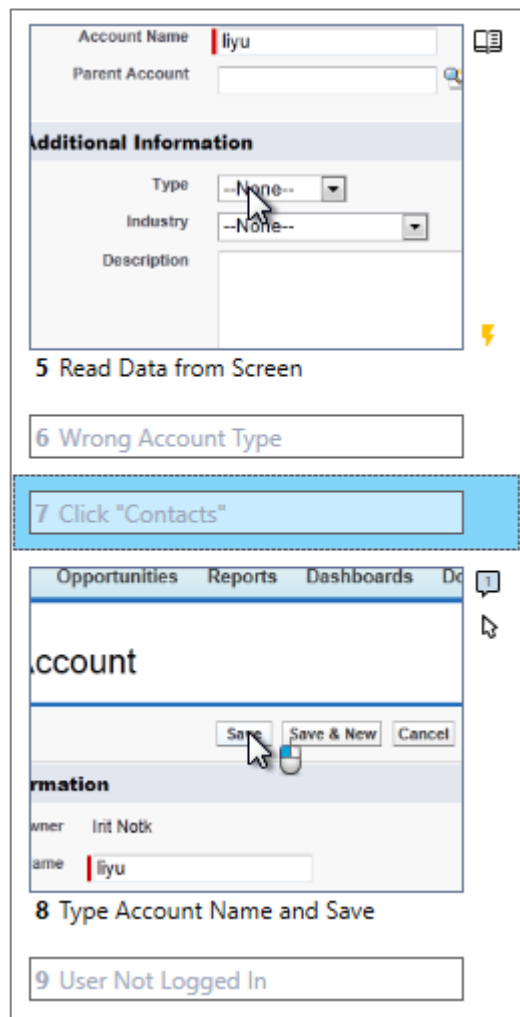 Account Name liyu
Parent Account
Additional Information
Type --None--
Industry --None--
Description
5 Read Data from Screen
6 Wrong Account Type
7 Click "Contacts"
1
Opportunities Reports Dashboards Do
Account
Save Save & New Cancel
rmation
wner Irit Notk
ame liyu
8 Type Account Name and Save
9 User Not Logged In